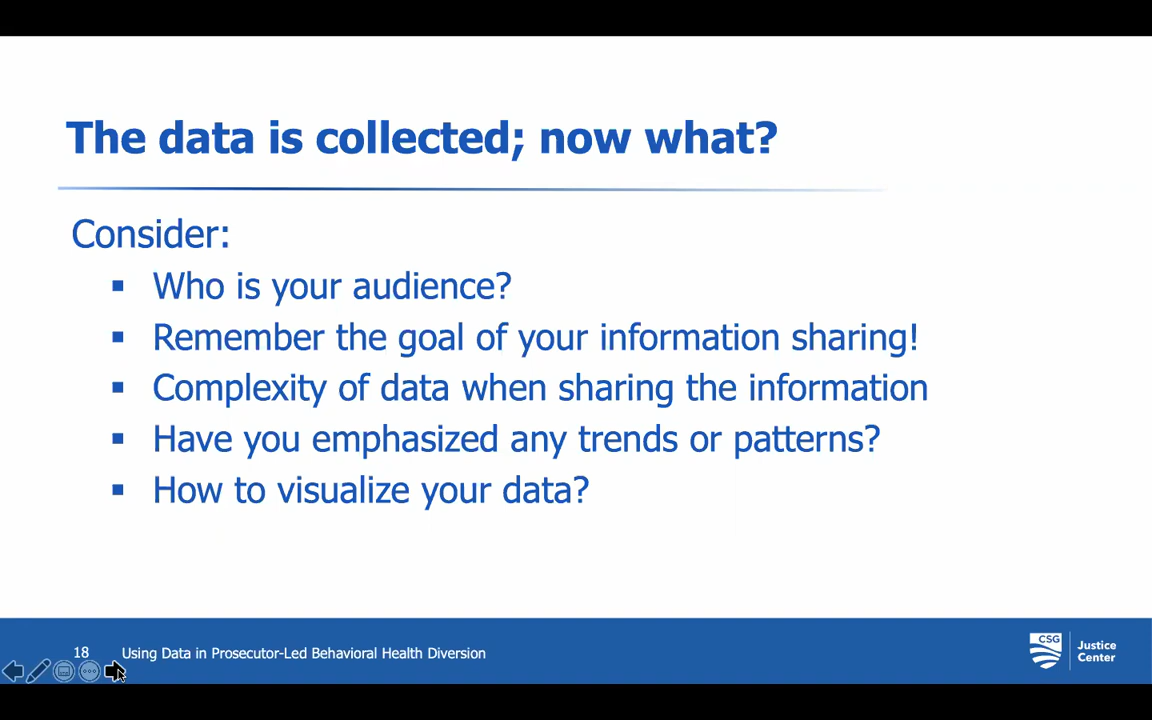 The data is collected; now what?
Consider:
▪ Who is your audience?
▪ Remember the goal of your information sharing!
▪ Complexity of data when sharing the information
▪ Have you emphasized any trends or patterns?
▪ How to visualize your data?
18 Using Data in Prosecutor-Led Behavioral Health Diversion
CSG
Justice
Center